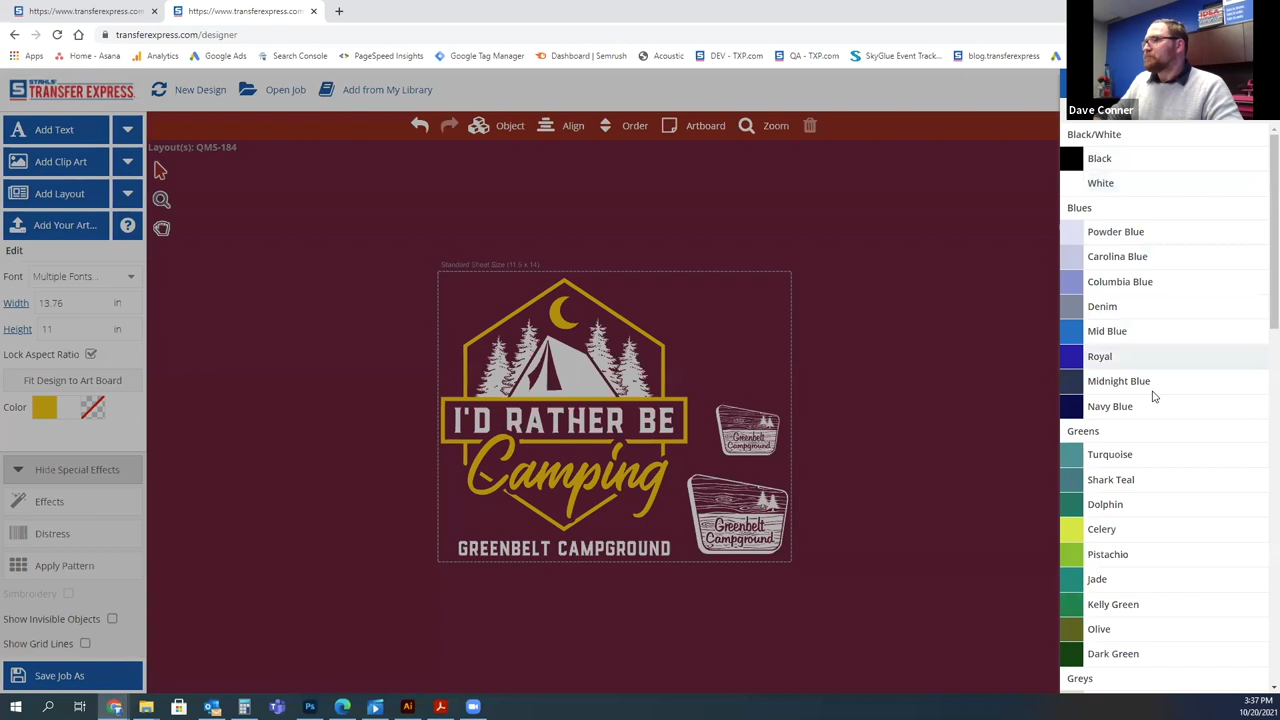 https://www.transferexpress.com/
https://www.transferexpress.com/
transferexpress.com/designer
Apps
Home - Asana
Analytics
Google Ads
Search Console
PageSpeed Insights
Google Tag Manager
Dashboard | Semrush
Acoustic
DEV - TXP.com
QA - TXP.com
SkyGlue Event Track...
blog.transferexpress
STAHLS'
TRANSFER EXPRESS.
New Design
Open Job
Add from My Library
Dave Conner
Add Text
Add Clip Art
Add Layout
Add Your Art...
Object
Align
Order
Artboard
Zoom
Layout(s): QMS-184
Edit
Font
Multiple Fonts...
Width
13.76
in
Height
11
in
Lock Aspect Ratio
Fit Design to Art Board
Color
Hide Special Effects
Effects
Distress
Apply Pattern
Simbroidery
Show Invisible Objects
Show Grid Lines
Save Job As
Standard Sheet Size (11.5 x 14)
I'D RATHER BE
Camping
GREENBELT CAMPGROUND
Greenbelt
Campground
Greenbelt
Campground
Black/White
Black
White
Blues
Powder Blue
Carolina Blue
Columbia Blue
Denim
Mid Blue
Royal
Midnight Blue
Navy Blue
Greens
Turquoise
Shark Teal
Dolphin
Celery
Pistachio
Jade
Kelly Green
Olive
Dark Green
Greys
3:37 PM
10/20/2021